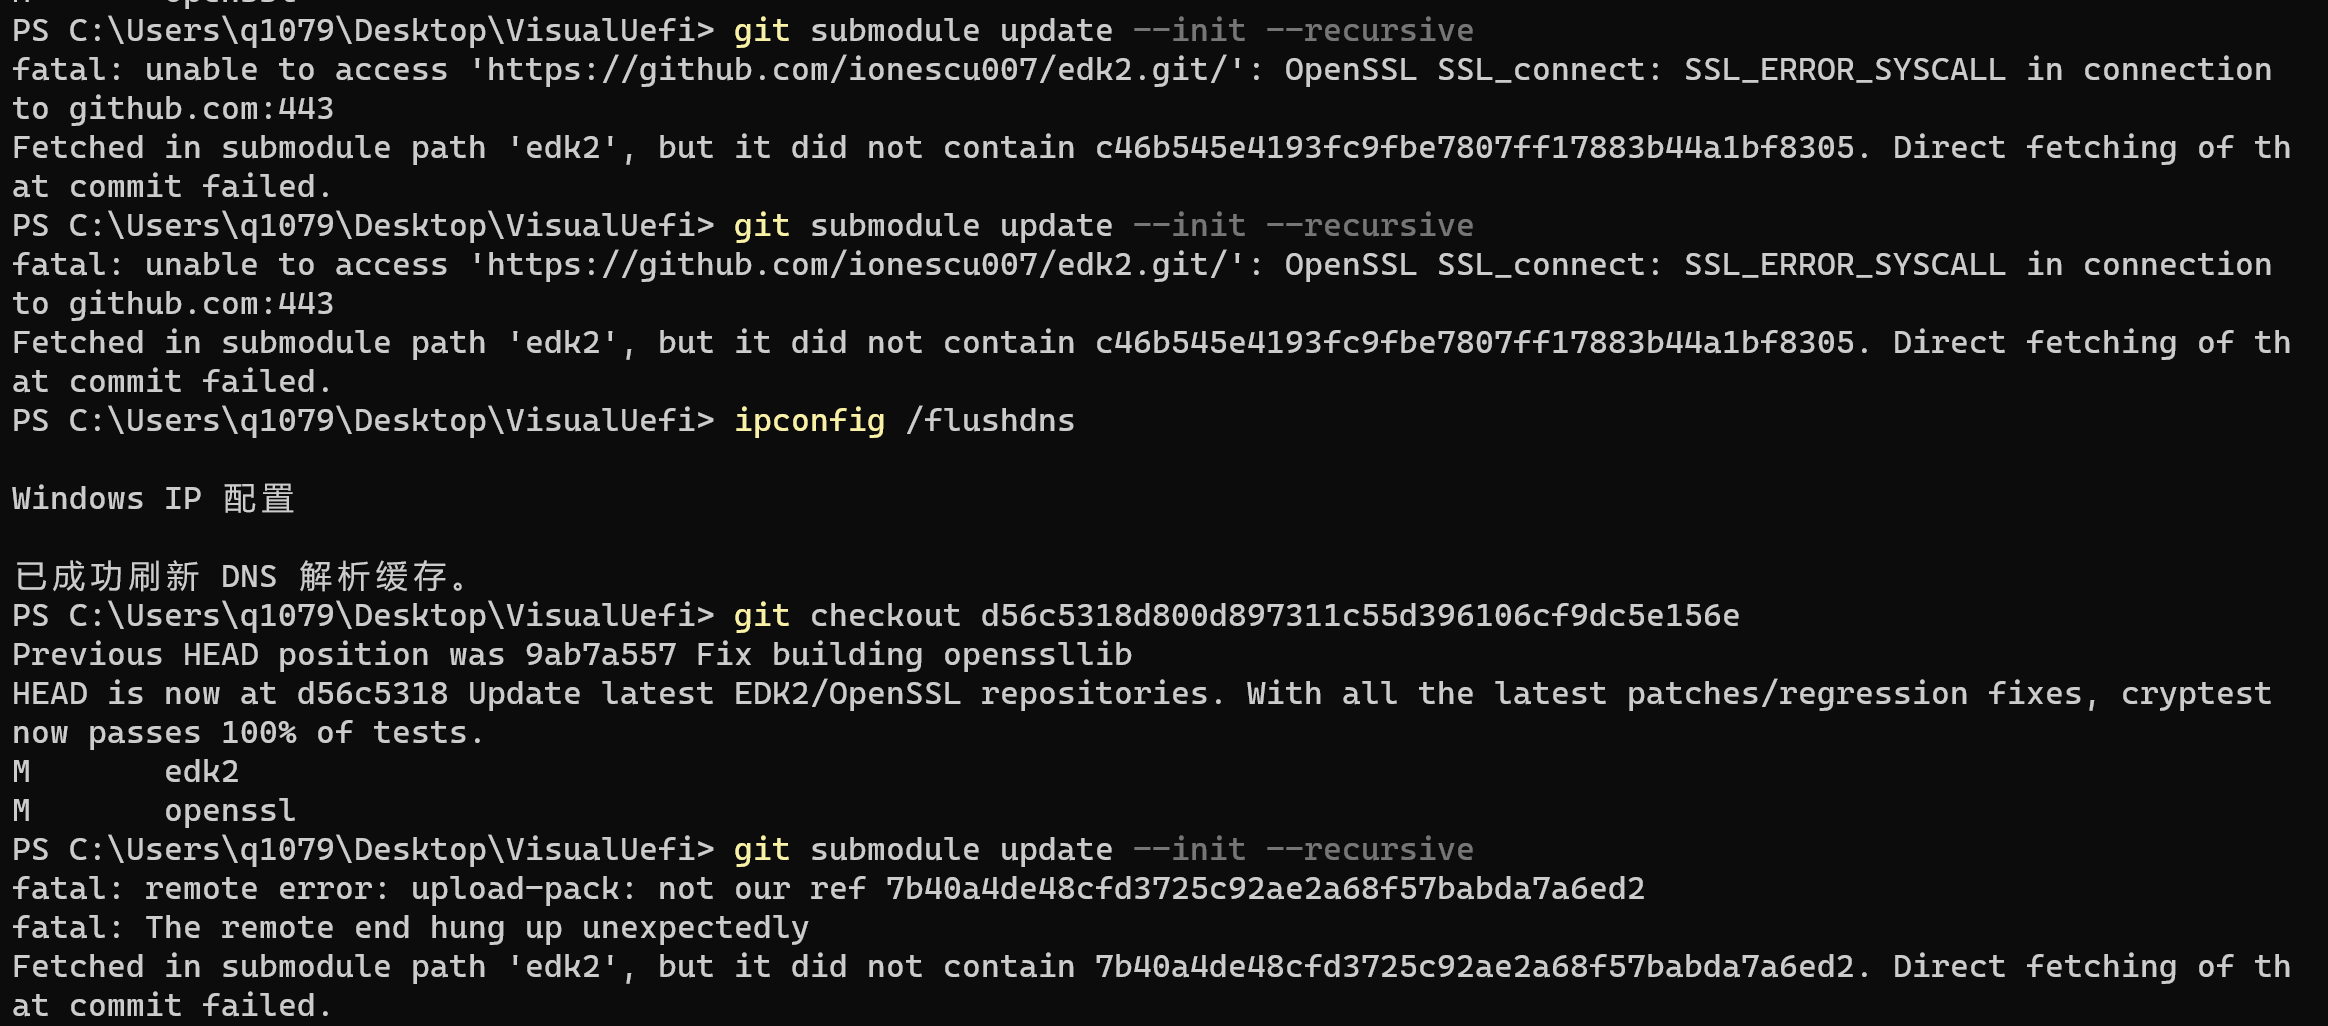 M       openssl
PS C:\Users\q1079\Desktop\VisualUefi> git submodule update --init --recursive
fatal: unable to access 'https://github.com/ionescu007/edk2.git/': OpenSSL SSL_connect: SSL_ERROR_SYSCALL in connection
to github.com:443
Fetched in submodule path 'edk2', but it did not contain c46b545e4193fc9fbe7807ff17883b44a1bf8305. Direct fetching of th
at commit failed.
PS C:\Users\q1079\Desktop\VisualUefi> git submodule update --init --recursive
fatal: unable to access 'https://github.com/ionescu007/edk2.git/': OpenSSL SSL_connect: SSL_ERROR_SYSCALL in connection
to github.com:443
Fetched in submodule path 'edk2', but it did not contain c46b545e4193fc9fbe7807ff17883b44a1bf8305. Direct fetching of th
at commit failed.
PS C:\Users\q1079\Desktop\VisualUefi> ipconfig /flushdns
Windows IP 配置
已成功刷新 DNS 解析缓存。
PS C:\Users\q1079\Desktop\VisualUefi> git checkout d56c5318d800d897311c55d396106cf9dc5e156e
Previous HEAD position was 9ab7a557 Fix building openssllib
HEAD is now at d56c5318 Update latest EDK2/OpenSSL repositories. With all the latest patches/regression fixes, cryptest
now passes 100% of tests.
M       edk2
M       openssl
PS C:\Users\q1079\Desktop\VisualUefi> git submodule update --init --recursive
fatal: remote error: upload-pack: not our ref 7b40a4de48cfd3725c92ae2a68f57babda7a6ed2
fatal: The remote end hung up unexpectedly
Fetched in submodule path 'edk2', but it did not contain 7b40a4de48cfd3725c92ae2a68f57babda7a6ed2. Direct fetching of th
at commit failed.